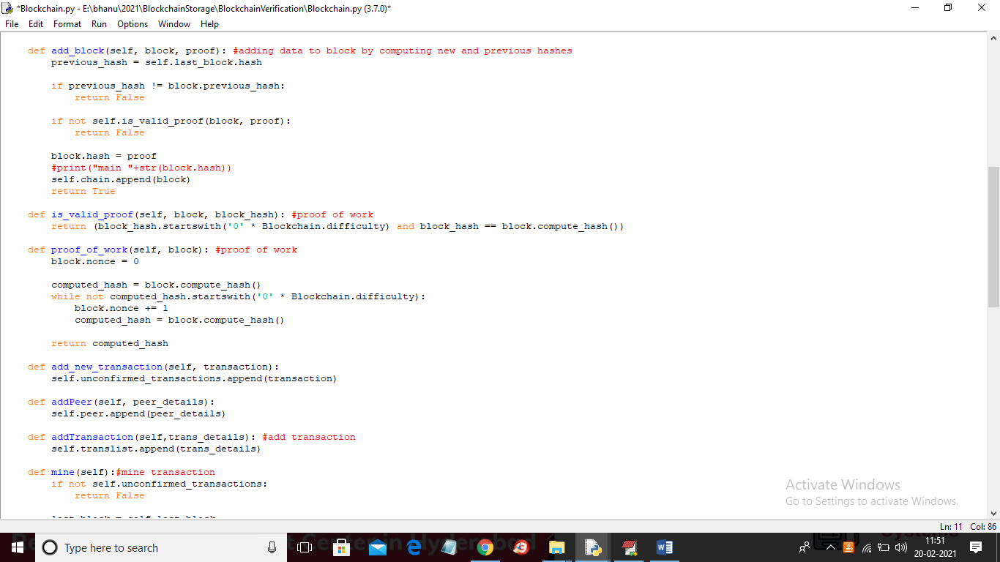 *Blockchain.py - E:\bhanu\2021\BlockchainStorage\BlockchainVerification\Blockchain.py (3.7.0)*
File Edit Format Run Options Window Help
def add_block(self, block, proof): #adding data to block by computing new and previous hashes
previous_hash = self.last_block.hash
if previous_hash != block.previous_hash:
return False
if not self.is_valid_proof(block, proof):
return False
block.hash = proof
#print("main "+str(block.hash))
self.chain.append(block)
return True
def is_valid_proof(self, block, block_hash): #proof of work
return (block_hash.startswith('0' * Blockchain.difficulty) and block_hash == block.compute_hash())
def proof_of_work(self, block): #proof of work
block.nonce = 0
computed_hash = block.compute_hash()
while not computed_hash.startswith('0' * Blockchain.difficulty):
block.nonce += 1
computed_hash = block.compute_hash()
return computed_hash
def add_new_transaction(self, transaction):
self.unconfirmed_transactions.append(transaction)
def addPeer(self, peer_details):
self.peer.append(peer_details)
def addTransaction(self,trans_details): #add transaction
self.translist.append(trans_details)
def mine(self):#mine transaction
if not self.unconfirmed_transactions:
return False
last_block = self.last_block
Activate Windows
Go to Settings to activate Windows.
Ln: 11 Col: 86
Type here to search
11:51
20-02-2021